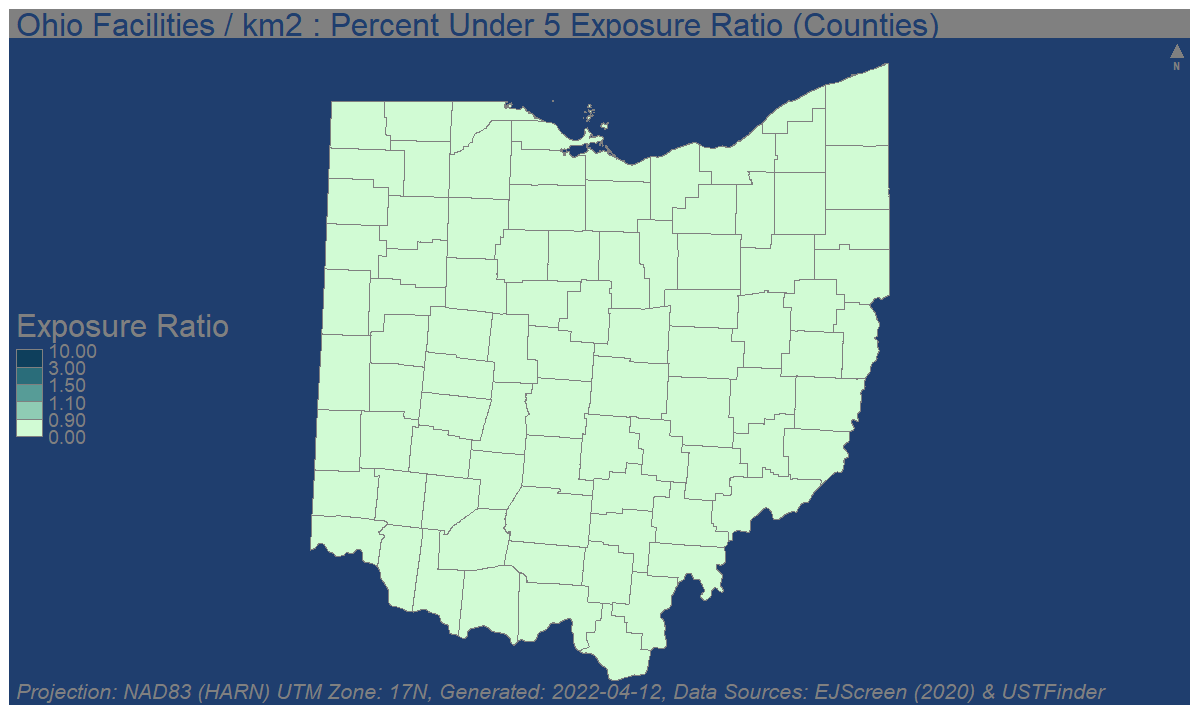 Ohio Facilities / km2 : Percent Under 5 Exposure Ratio (Counties)
N
Exposure Ratio
10.00
3.00
1.50
1.10
0.90
0.00
Projection: NAD83 (HARN) UTM Zone: 17N, Generated: 2022-04-12, Data Sources: EJScreen (2020) & USTFinder